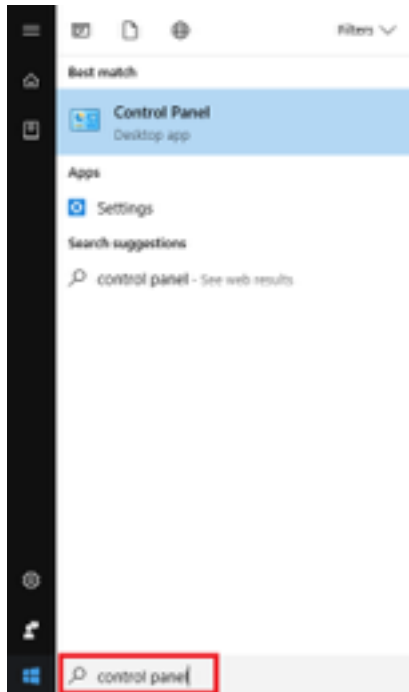 Filters
Best match
Control Panel
Desktop app
Apps
Settings
Search suggestions
control panel - See web results
control panel